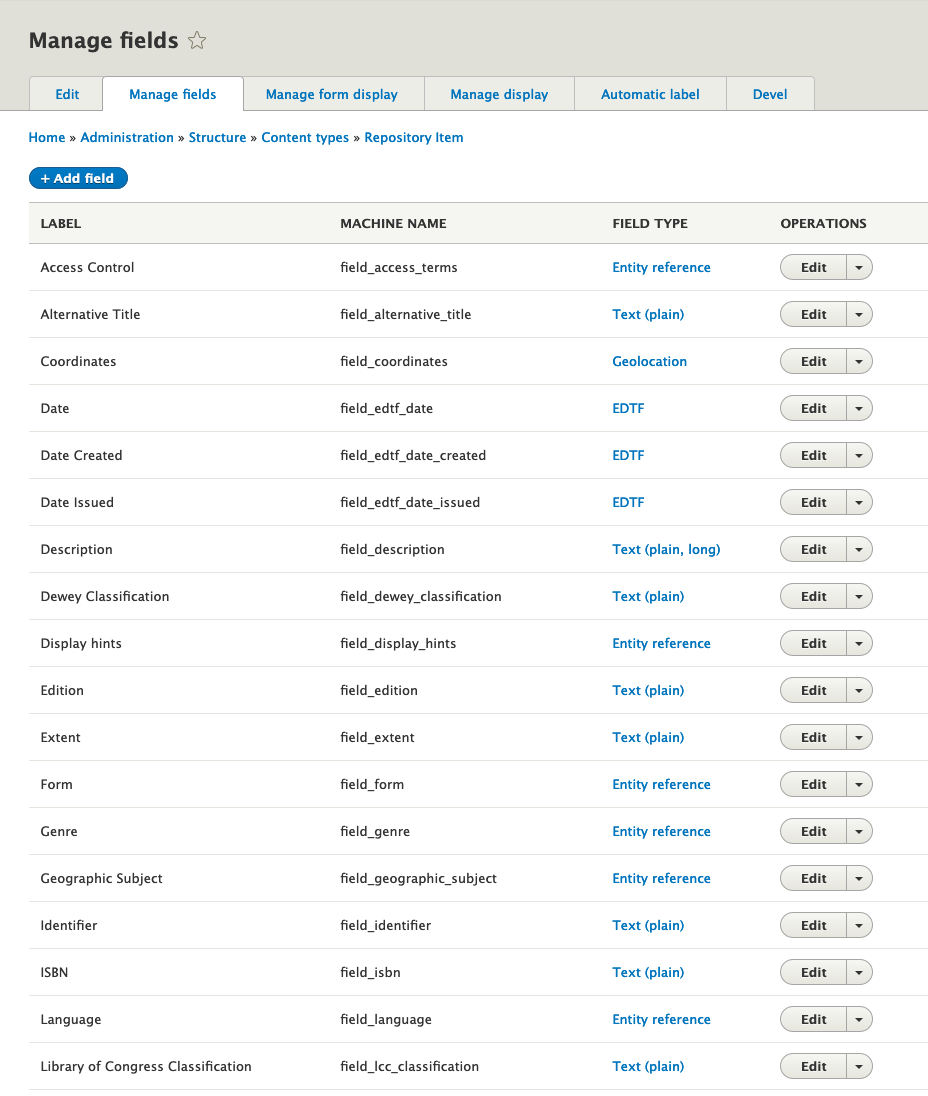 Manage fields
Edit Manage fields Manage form display Manage display Automatic label Devel
Home » Administration » Structure » Content types » Repository Item
+ Add field
LABEL MACHINE NAME FIELD TYPE OPERATIONS
Access Control field_access_terms Entity reference Edit
Alternative Title field_alternative_title Text (plain) Edit
Coordinates field_coordinates Geolocation Edit
Date field_edtf_date EDTF Edit
Date Created field_edtf_date_created EDTF Edit
Date Issued field_edtf_date_issued EDTF Edit
Description field_description Text (plain, long) Edit
Dewey Classification field_dewey_classification Text (plain) Edit
Display hints field_display_hints Entity reference Edit
Edition field_edition Text (plain) Edit
Extent field_extent Text (plain) Edit
Form field_form Entity reference Edit
Genre field_genre Entity reference Edit
Geographic Subject field_geographic_subject Entity reference Edit
Identifier field_identifier Text (plain) Edit
ISBN field_isbn Text (plain) Edit
Language field_language Entity reference Edit
Library of Congress Classification field_lcc_classification Text (plain) Edit